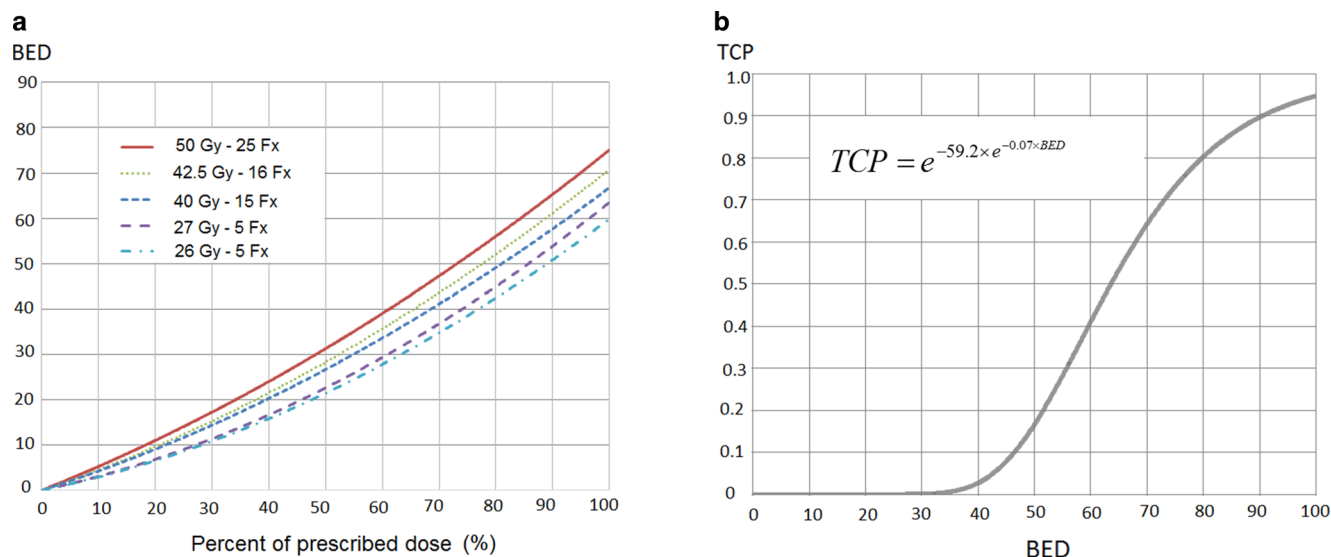 a
BED
90
80
70
60
50
40
30
20
10
0
50 Gy - 25 Fx
42.5 Gy - 16 Fx
40 Gy - 15 Fx
27 Gy - 5 Fx
26 Gy - 5 Fx
0 10 20 30 40 50 60 70 80 90 100
Percent of prescribed dose (%)
b
TCP
1.0
0.9
0.8
0.7
0.6
0.5
0.4
0.3
0.2
0.1
0
TCP = e^{-59.2×e^{-0.07×BED}}
0 10 20 30 40 50 60 70 80 90 100
BED